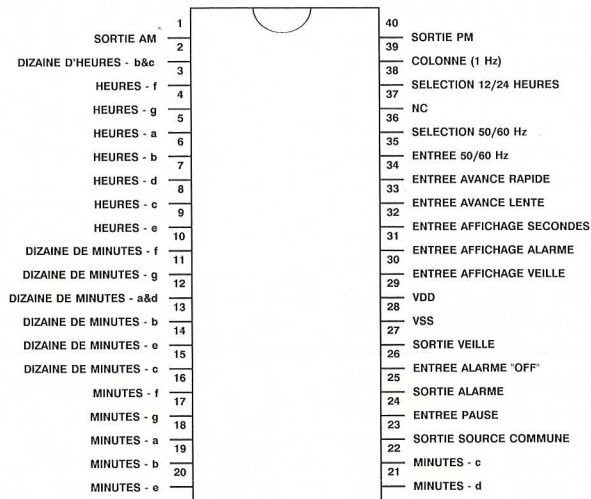 1
SORTIE AM
2
DIZAINE D'HEURES - b&c
3
HEURES - f
4
HEURES - g
5
HEURES - a
6
HEURES - b
7
HEURES - d
8
HEURES - c
9
HEURES - e
10
DIZAINE DE MINUTES - f
11
DIZAINE DE MINUTES - g
12
DIZAINE DE MINUTES - a&d
13
DIZAINE DE MINUTES - b
14
DIZAINE DE MINUTES - e
15
DIZAINE DE MINUTES - c
16
MINUTES - f
17
MINUTES - g
18
MINUTES - a
19
MINUTES - b
20
MINUTES - e
40
SORTIE PM
39
COLONNE (1 Hz)
38
SELECTION 12/24 HEURES
37
NC
36
SELECTION 50/60 Hz
35
ENTREE 50/60 Hz
34
ENTREE AVANCE RAPIDE
33
ENTREE AVANCE LENTE
32
ENTREE AFFICHAGE SECONDES
31
ENTREE AFFICHAGE ALARME
30
ENTREE AFFICHAGE VEILLE
29
VDD
28
VSS
27
SORTIE VEILLE
26
ENTREE ALARME "OFF"
25
SORTIE ALARME
24
ENTREE PAUSE
23
SORTIE SOURCE COMMUNE
22
MINUTES - c
21
MINUTES - d